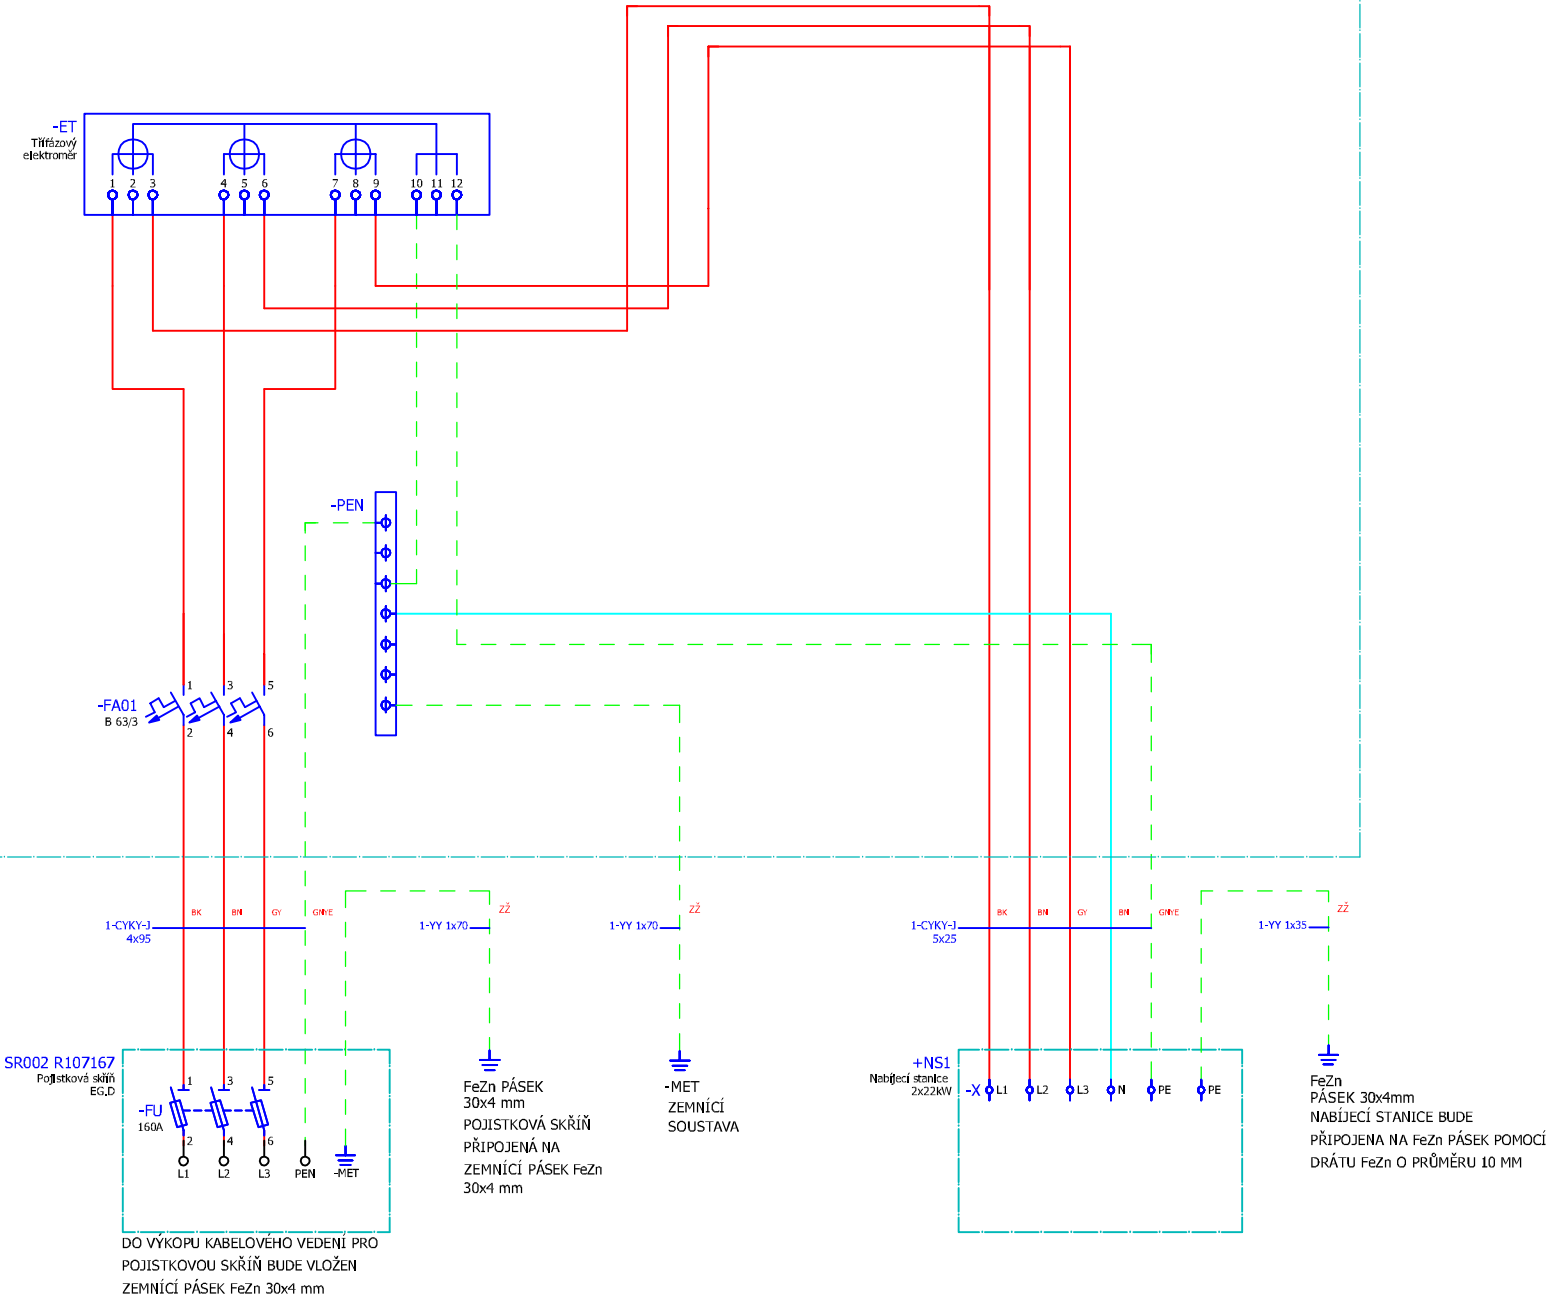 -ET
Třífázový
elektroměr
1 2 3 4 5 6 7 8 9 10 11 12
-PEN
-FA01
B 63/3
1 3 5
2 4 6
BK BN GY GNYE
1-CYKY-J
4x95
ZŽ
1-YY 1x70
ZŽ
1-YY 1x70
BK BN GY BN GNYE
1-CYKY-J
5x25
ZŽ
1-YY 1x35
SR002 R107167
Pojistková skříň
EG.D
-FU
160A
1 3 5
2 4 6
L1 L2 L3 PEN -MET
DO VÝKOPU KABELOVÉHO VEDENÍ PRO
POJISTKOVOU SKŘÍŇ BUDE VLOŽEN
ZEMNÍCÍ PÁSEK FeZn 30x4 mm
FeZn PÁSEK
30x4 mm
POJISTKOVÁ SKŘÍŇ
PŘIPOJENÁ NA
ZEMNÍCÍ PÁSEK FeZn
30x4 mm
-MET
ZEMNÍCÍ
SOUSTAVA
+NS1
Nabíjecí stanice
2x22kW
-X L1 L2 L3 N PE PE
FeZn
PÁSEK 30x4mm
NABÍJECÍ STANICE BUDE
PŘIPOJENA NA FeZn PÁSEK POMOCÍ
DRÁTU FeZn O PRŮMĚRU 10 MM